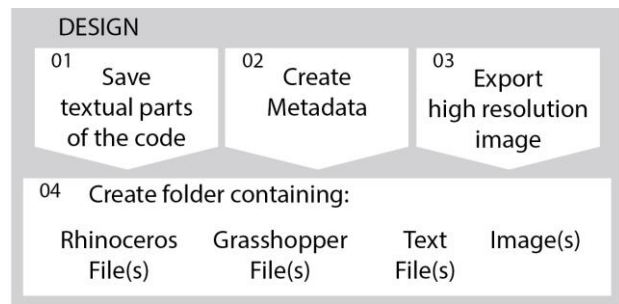 DESIGN
01
Save
textual parts
of the code
02
Create
Metadata
03
Export
high resolution
image
04 Create folder containing:
Rhinoceros
File(s)
Grasshopper
File(s)
Text
File(s)
Image(s)